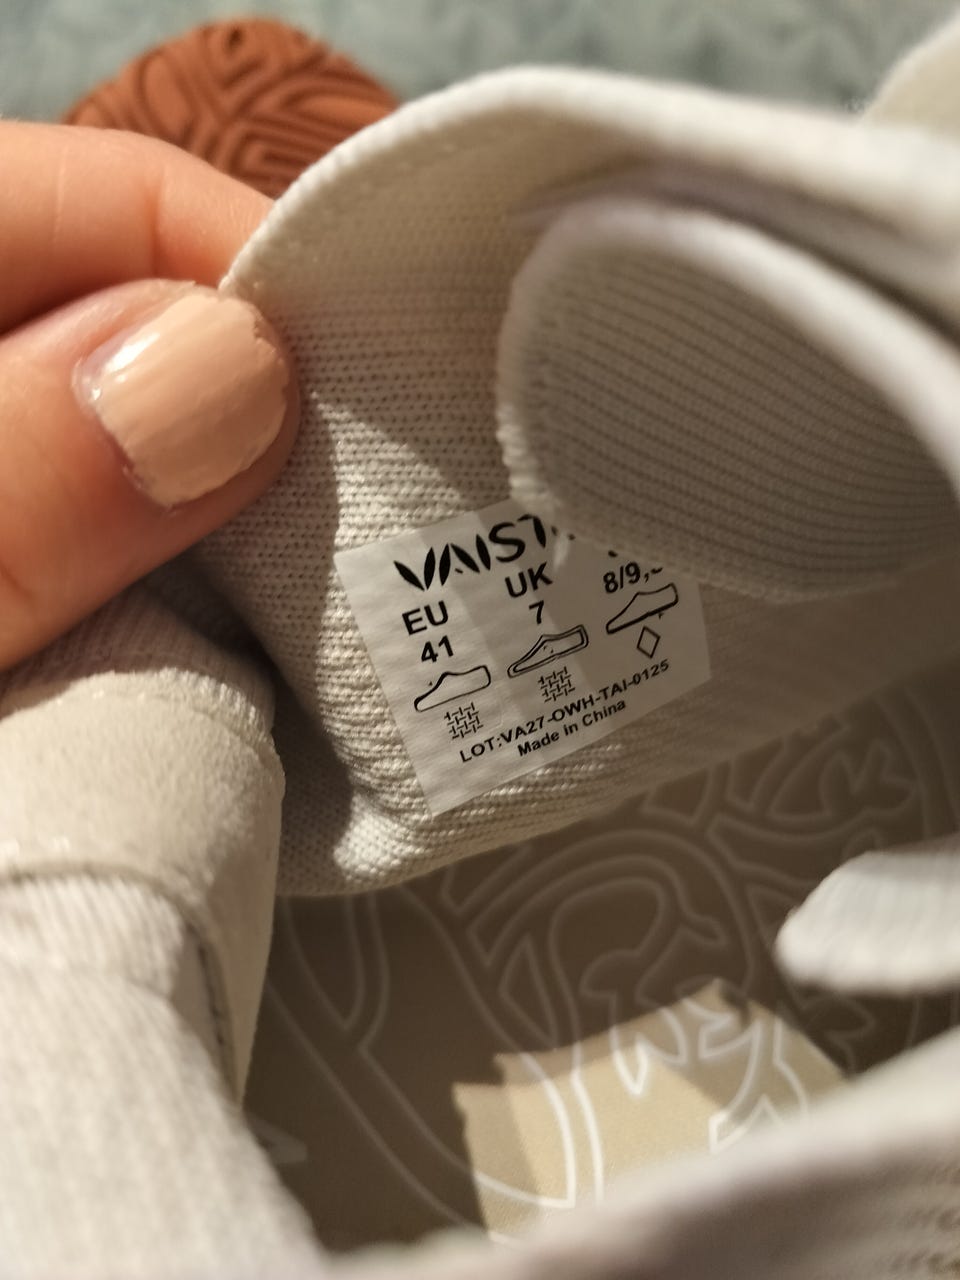 EU UK
41 7
LOT:VA27-OWH-TAI-0125
Made in China